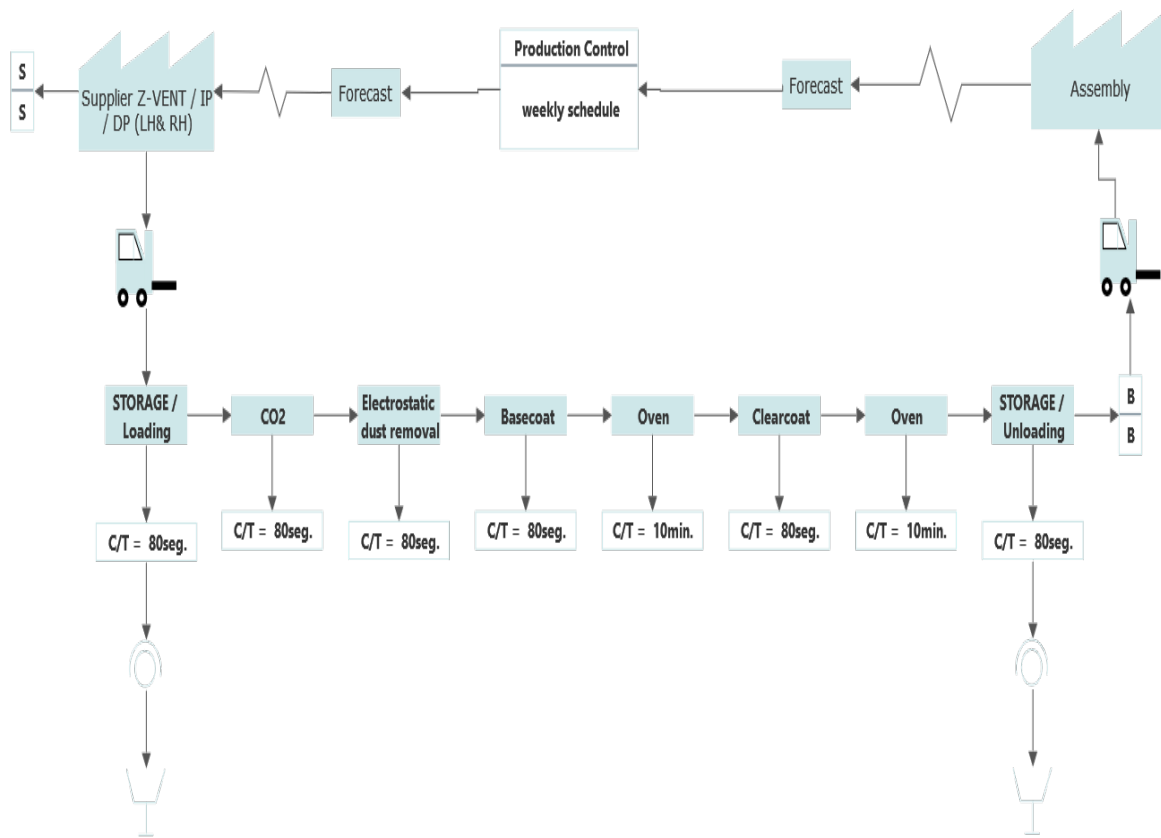 S
S
Supplier Z-VENT / IP
/ DP (LH& RH)
Forecast
Production Control
weekly schedule
Forecast
Assembly
STORAGE /
Loading
CO2
Electrostatic
dust removal
Basecoat
Oven
Clearcoat
Oven
STORAGE /
Unloading
B
B
C/T = 80seg.
C/T = 80seg.
C/T = 80seg.
C/T = 80seg.
C/T = 10min.
C/T = 80seg.
C/T = 10min.
C/T = 80seg.